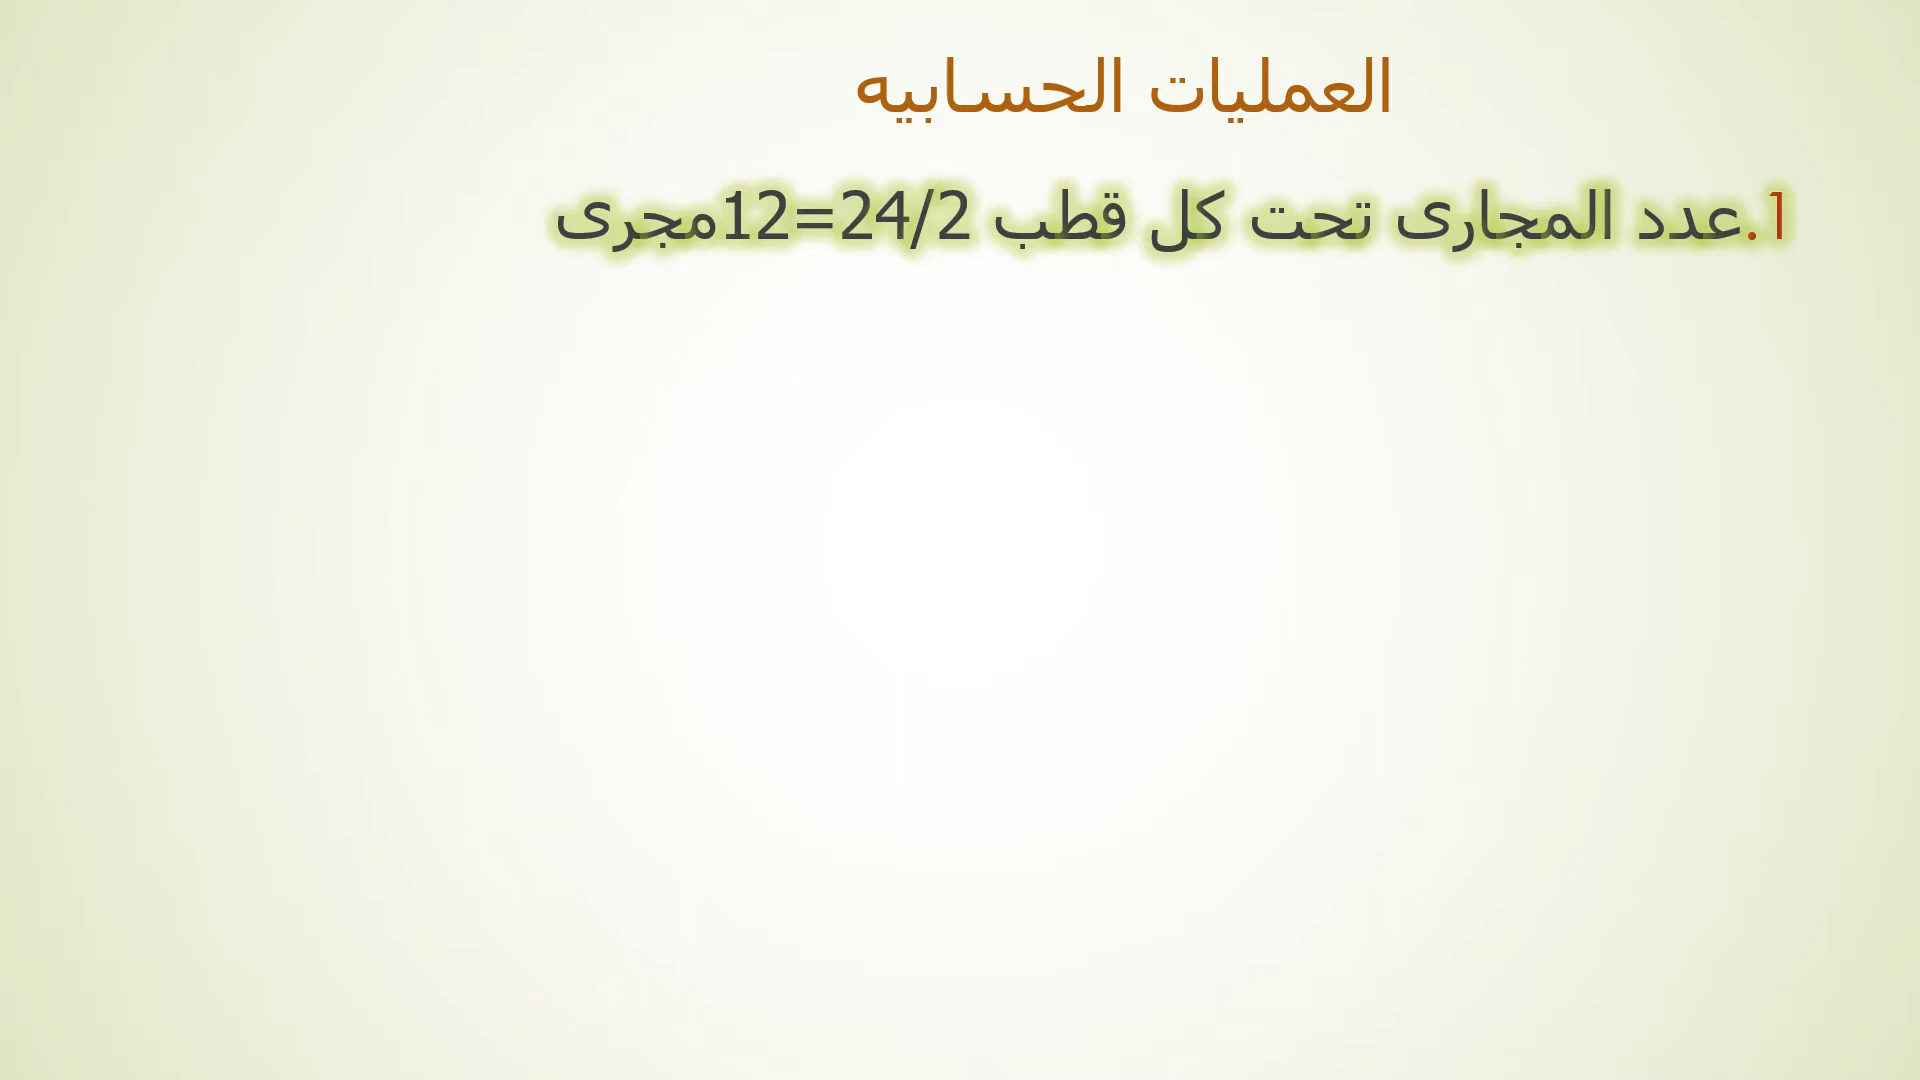 العمليات الحسابيه
1.عدد المجارى تحت كل قطب 24/2=12مجرى